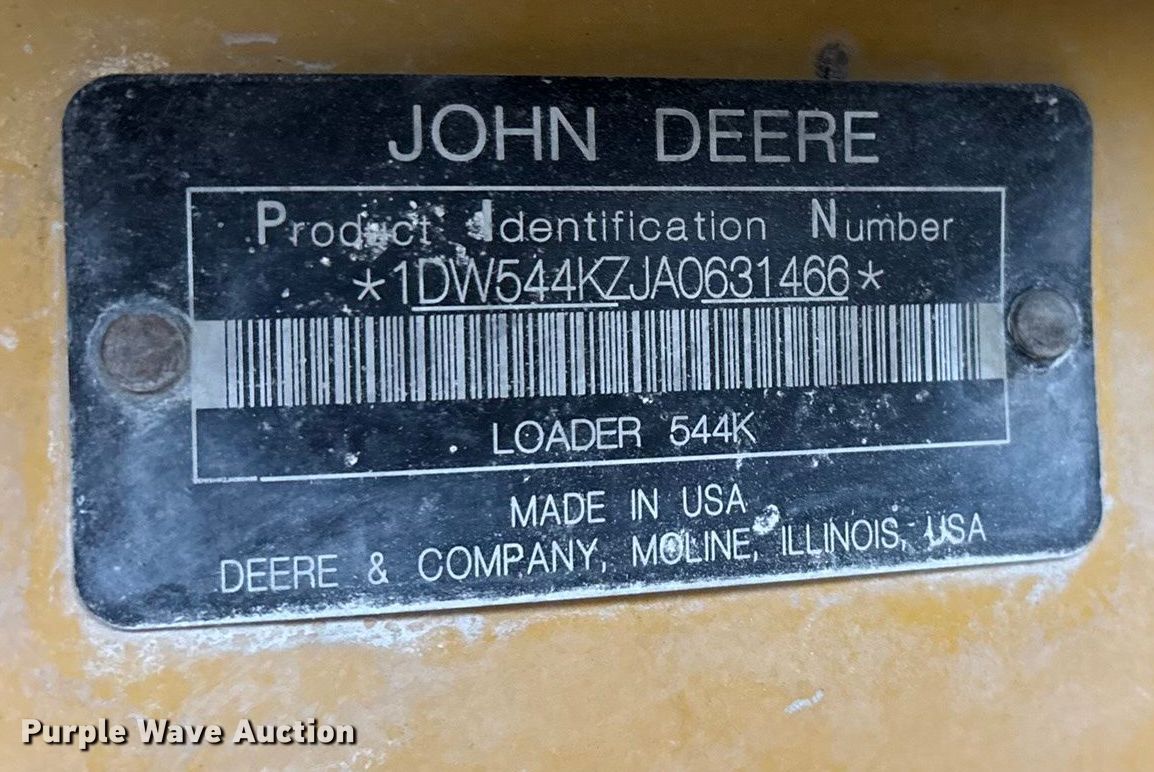 JOHN DEERE
Product Identification Number
*1DW544KZJA0631466*
LOADER 544K
MADE IN USA
DEERE & COMPANY, MOLINE, ILLINOIS, USA
Purple Wave Auction